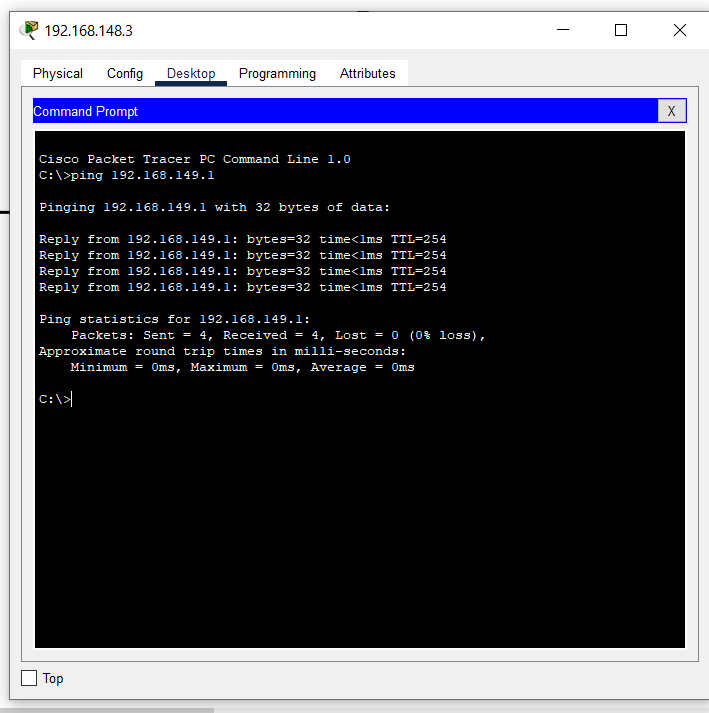 192.168.148.3
Physical Config Desktop Programming Attributes
Command Prompt X
Cisco Packet Tracer PC Command Line 1.0
C:\>ping 192.168.149.1
Pinging 192.168.149.1 with 32 bytes of data:
Reply from 192.168.149.1: bytes=32 time<1ms TTL=254
Reply from 192.168.149.1: bytes=32 time<1ms TTL=254
Reply from 192.168.149.1: bytes=32 time<1ms TTL=254
Reply from 192.168.149.1: bytes=32 time<1ms TTL=254
Ping statistics for 192.168.149.1:
Packets: Sent = 4, Received = 4, Lost = 0 (0% loss),
Approximate round trip times in milli-seconds:
Minimum = 0ms, Maximum = 0ms, Average = 0ms
C:\>
Top